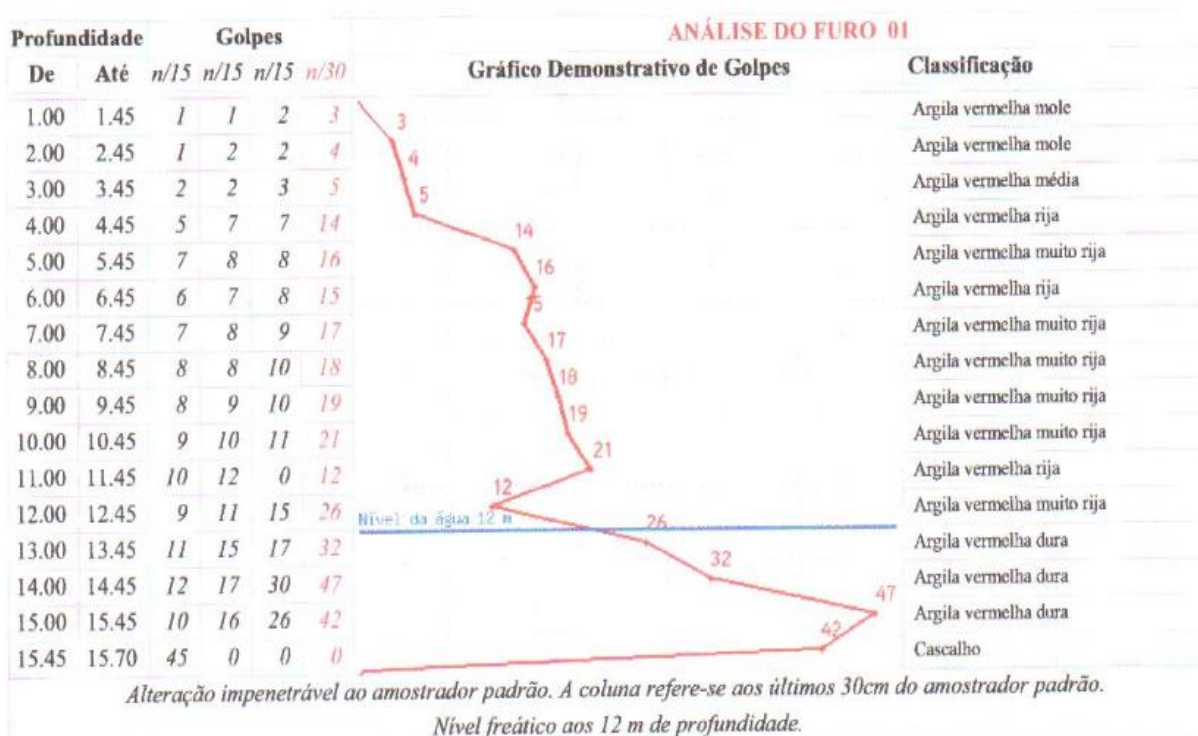 ANÁLISE DO FURO 01
Profundidade Golpes
De Até n/15 n/15 n/15 n/30 Gráfico Demonstrativo de Golpes Classificação
1.00 1.45 1 1 2 3 3 Argila vermelha mole
2.00 2.45 1 2 2 4 4 Argila vermelha mole
3.00 3.45 2 2 3 5 5 Argila vermelha média
4.00 4.45 5 7 7 14 14 Argila vermelha rija
5.00 5.45 7 8 8 16 16 Argila vermelha muito rija
6.00 6.45 6 7 8 15 15 Argila vermelha rija
7.00 7.45 7 8 9 17 17 Argila vermelha muito rija
8.00 8.45 8 8 10 18 18 Argila vermelha muito rija
9.00 9.45 8 9 10 19 19 Argila vermelha muito rija
10.00 10.45 9 10 11 21 21 Argila vermelha muito rija
11.00 11.45 10 12 0 12 12 Argila vermelha rija
12.00 12.45 9 11 15 26 Nível da água 12 m 26 Argila vermelha muito rija
13.00 13.45 11 15 17 32 32 Argila vermelha dura
14.00 14.45 12 17 30 47 47 Argila vermelha dura
15.00 15.45 10 16 26 42 42 Argila vermelha dura
15.45 15.70 45 0 0 0 Cascalho
Alteração impenetrável ao amostrador padrão. A coluna refere-se aos últimos 30cm do amostrador padrão.
Nível freático aos 12 m de profundidade.